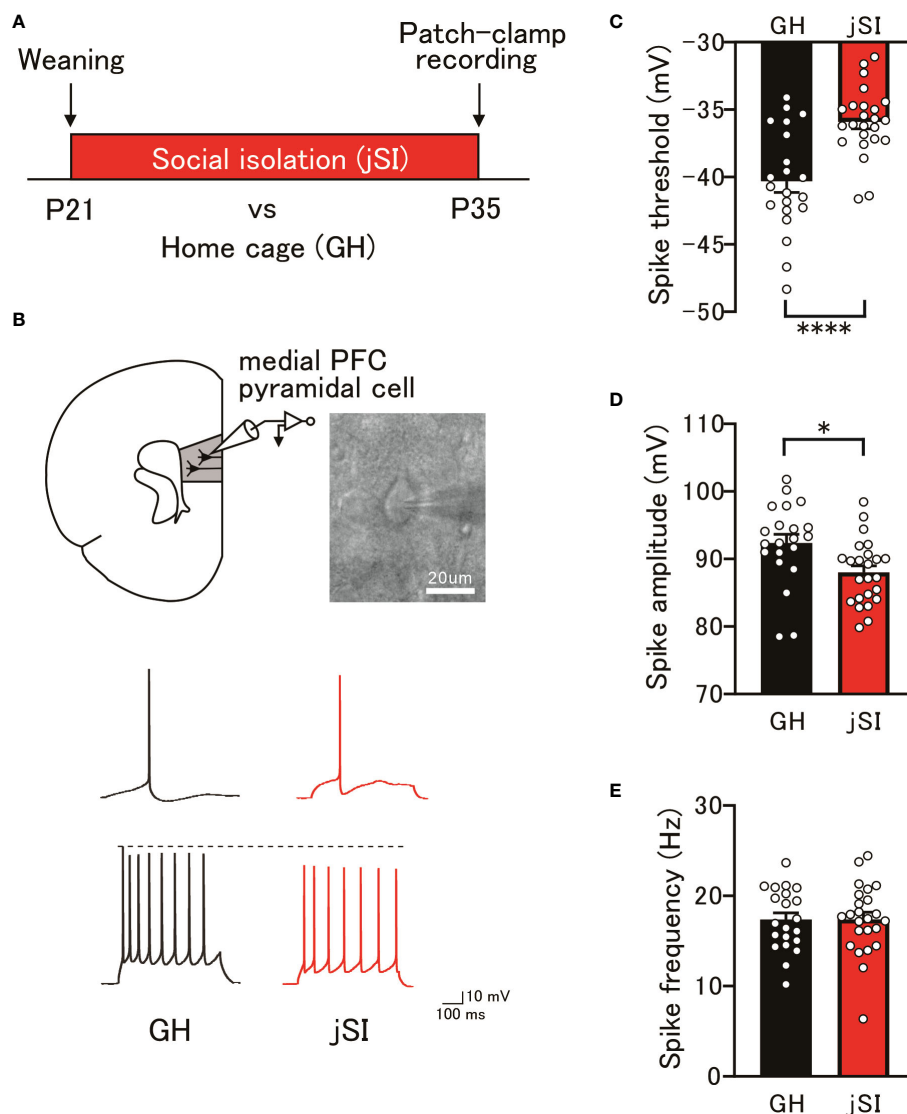 A
Weaning
Patch-clamp
recording
Social isolation (jSI)
P21
vs
P35
Home cage (GH)
B
medial PFC
pyramidal cell
20um
10 mV
100 ms
GH
jSI
C
GH
jSI
Spike threshold (mV)
-30
-35
-40
-45
-50
****
D
Spike amplitude (mV)
110
100
90
80
70
*
GH
jSI
E
Spike frequency (Hz)
30
20
10
0
GH
jSI